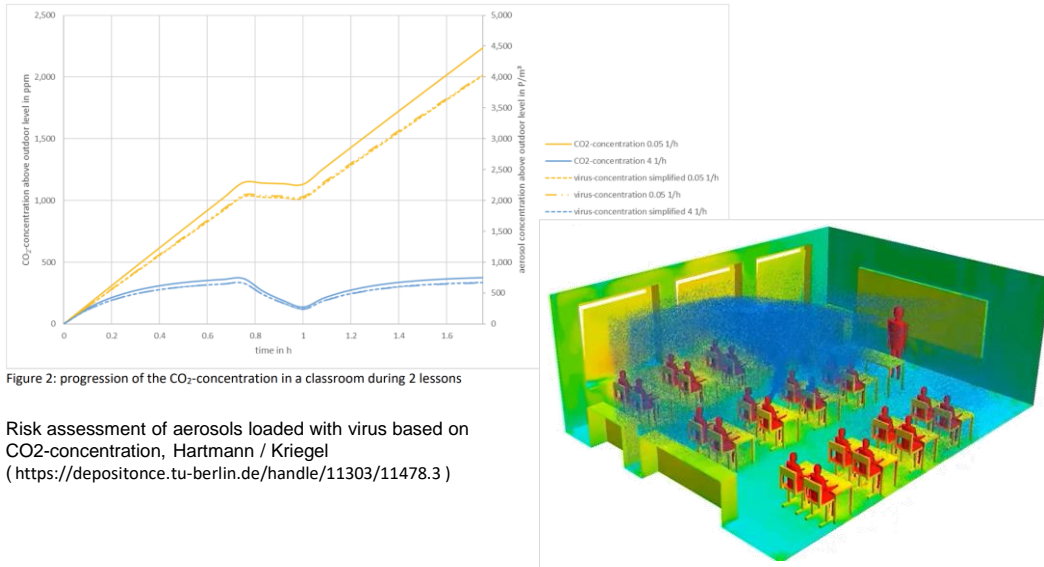 2,500
2,000
1,500
1,000
500
0
CO₂-concentration above outdoor level in ppm
5,000
4,500
4,000
3,500
3,000
2,500
2,000
1,500
1,000
500
0
aerosol concentration above outdoor level in P/m³
0 0.2 0.4 0.6 0.8 1 1.2 1.4 1.6
time in h
CO2-concentration 0.05 1/h
CO2-concentration 4 1/h
virus-concentration simplified 0.05 1/h
virus-concentration 0.05 1/h
virus-concentration simplified 4 1/h
Figure 2: progression of the CO₂-concentration in a classroom during 2 lessons
Risk assessment of aerosols loaded with virus based on
CO2-concentration, Hartmann / Kriegel
( https://depositonce.tu-berlin.de/handle/11303/11478.3 )